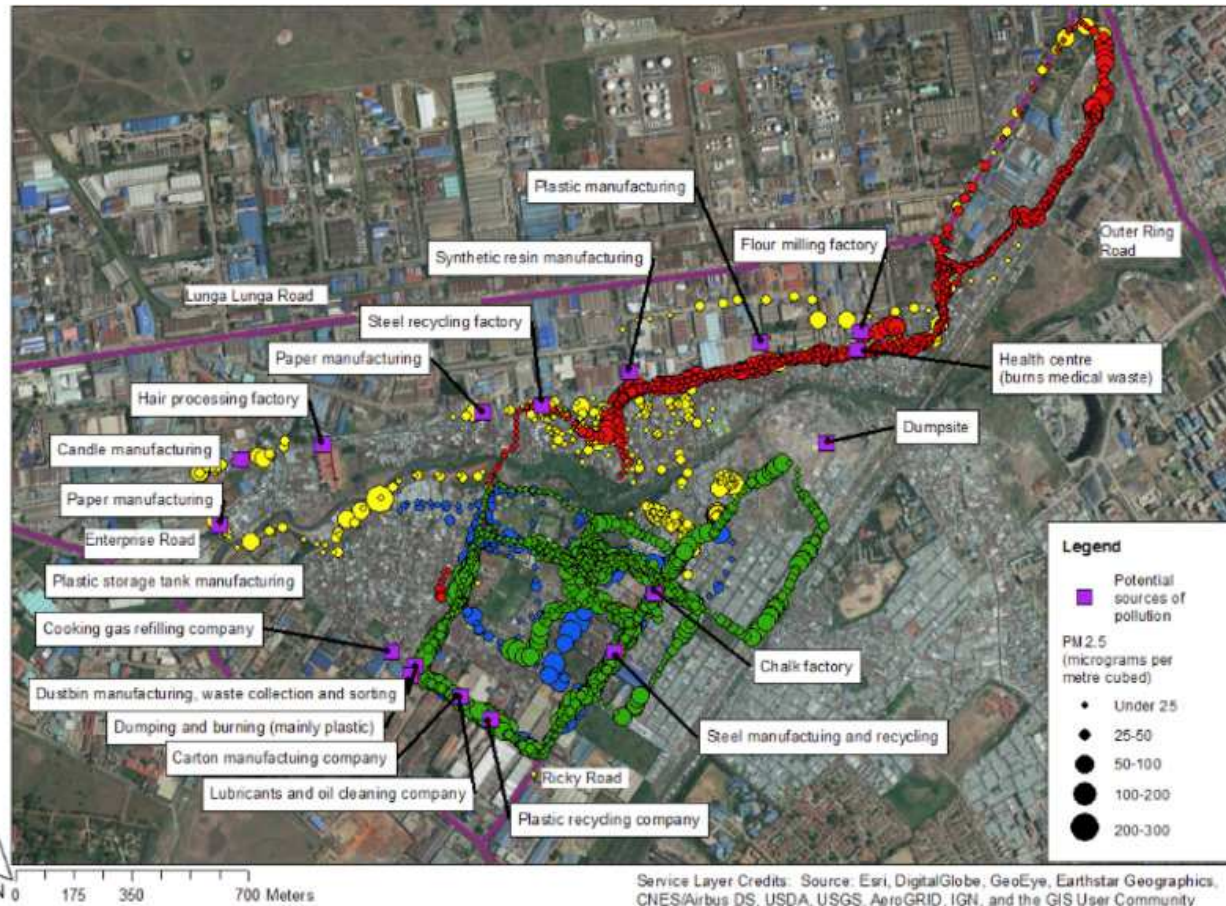 Plastic manufacturing
Flour milling factory
Outer Ring
Road
Synthetic resin manufacturing
Lunga Lunga Road
Steel recycling factory
Paper manufacturing
Health centre
(burns medical waste)
Hair processing factory
Dumpsite
Candle manufacturing
Paper manufacturing
Enterprise Road
Plastic storage tank manufacturing
Cooking gas refilling company
Chalk factory
Dustbin manufacturing, waste collection and sorting
Dumping and burning (mainly plastic)
Steel manufactuing and recycling
Carton manufactuing company
Ricky Road
Lubricants and oil cleaning company
Plastic recycling company
Legend
Potential
sources of
pollution
PM 2.5
(micrograms per
metre cubed)
Under 25
25-50
50-100
100-200
200-300
N
0 175 350 700 Meters
Service Layer Credits: Source: Esri, DigitalGlobe, GeoEye, Earthstar Geographics,
CNES/Airbus DS, USDA, USGS, AeroGRID, IGN, and the GIS User Community